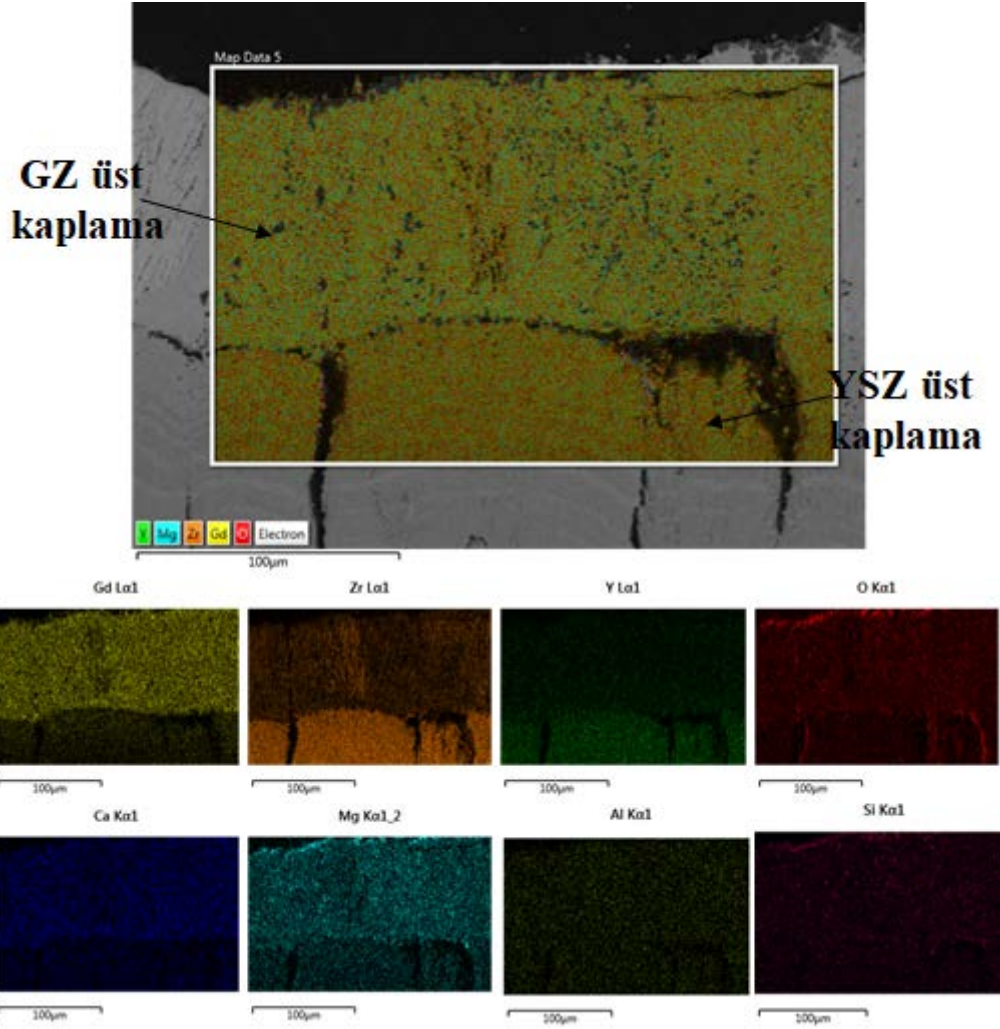 Map Data 5
GZ üst
kaplama
YSZ üst
kaplama
Y Mg Zr Gd O Electron
100µm
Gd Lα1
Zr Lα1
Y Lα1
O Kα1
100µm
100µm
100µm
100µm
Ca Kα1
Mg Kα1_2
Al Kα1
Si Kα1
100µm
100µm
100µm
100µm